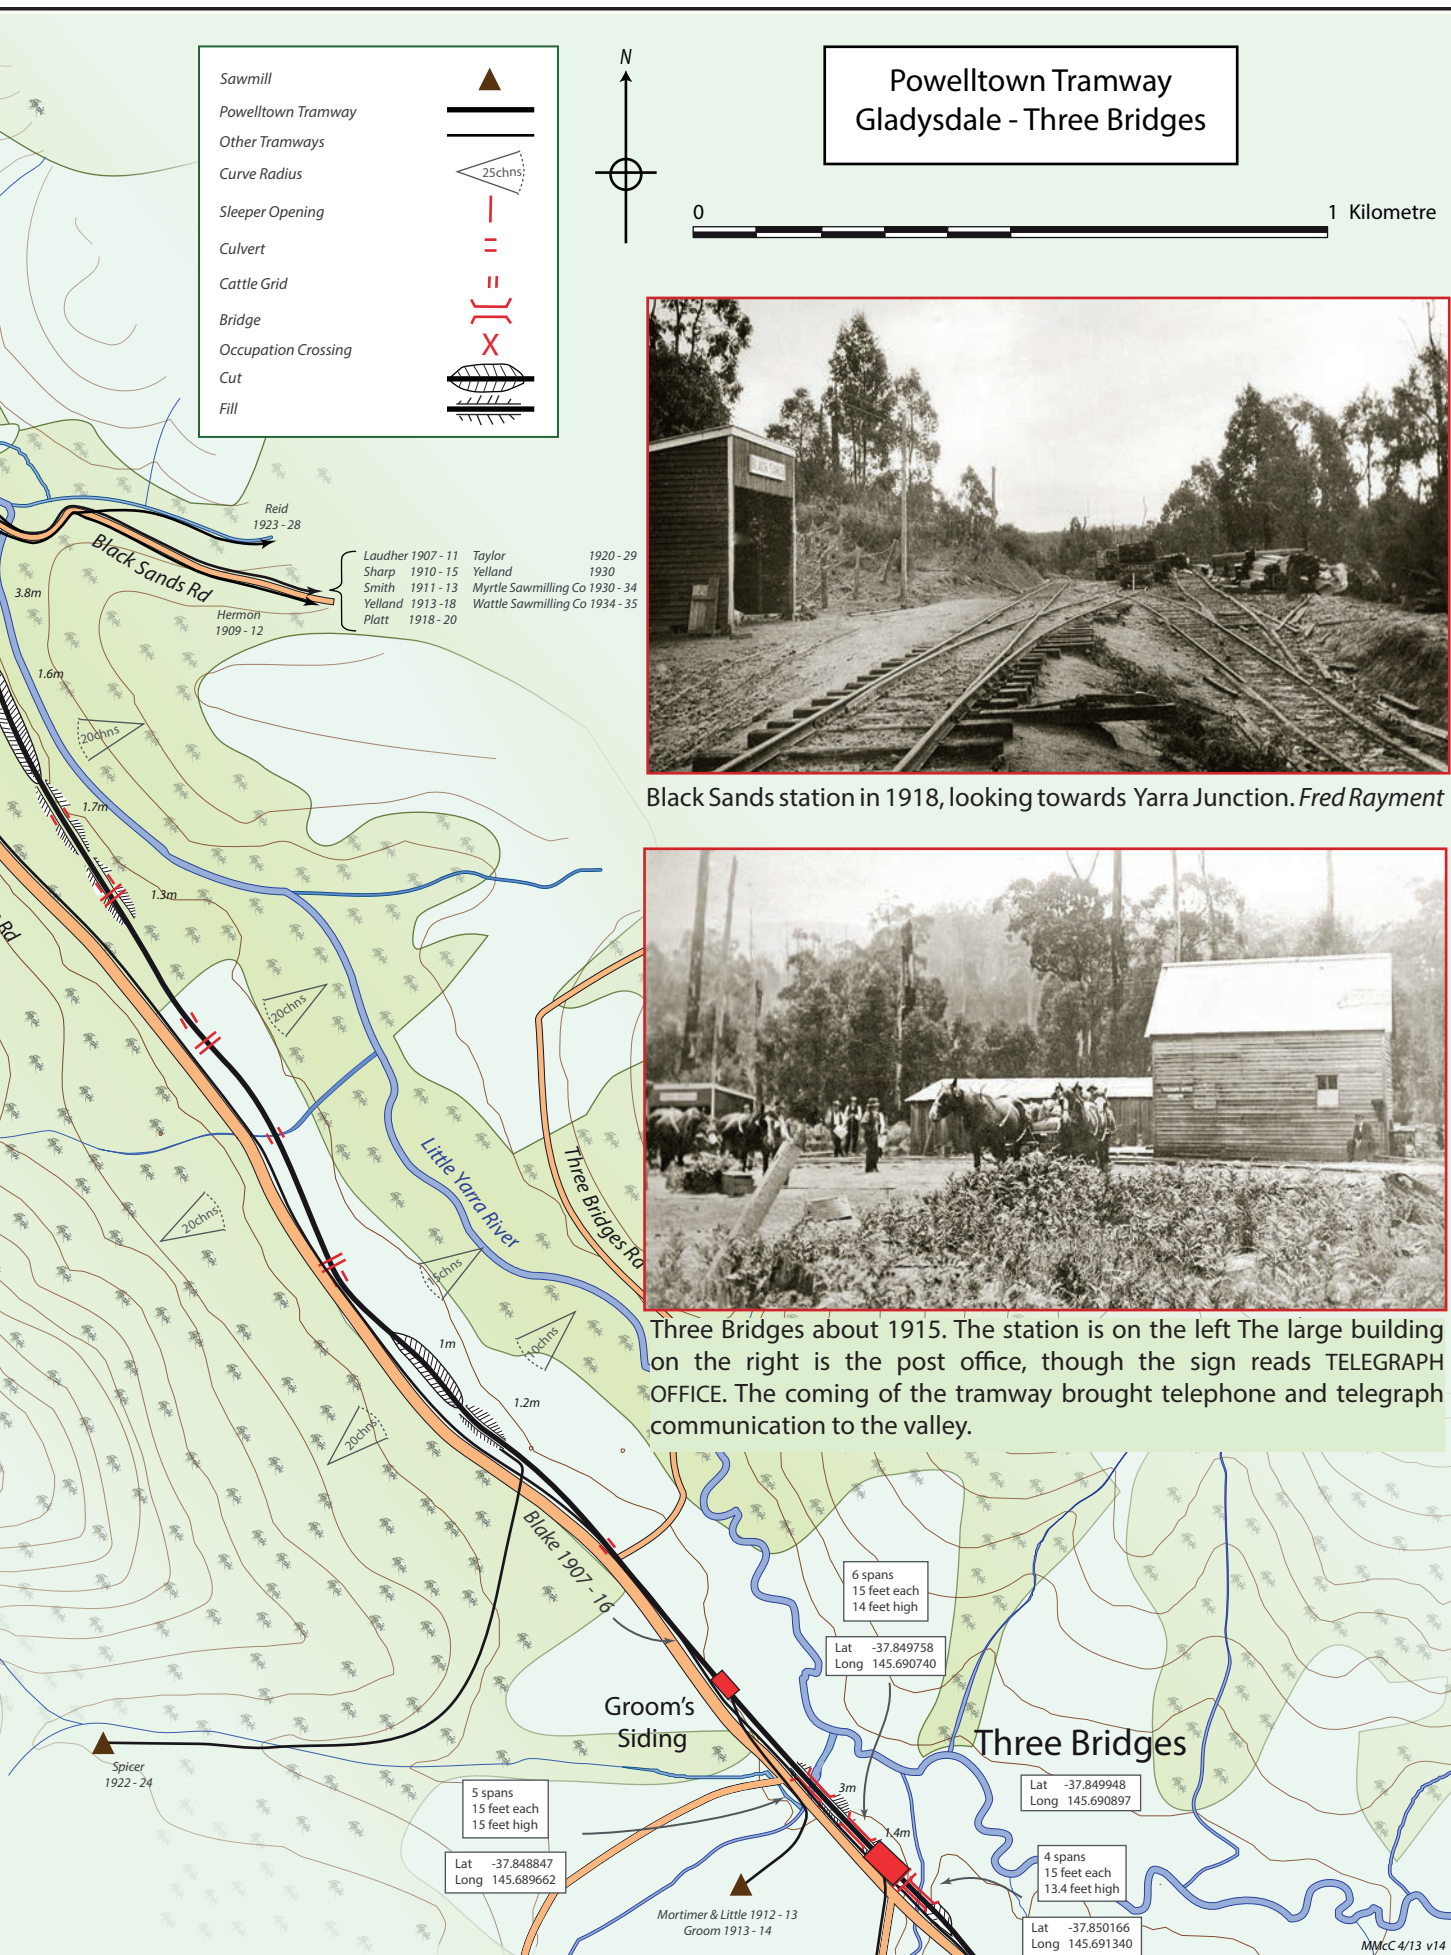 Sawmill
Powelltown Tramway
Other Tramways
Curve Radius
25chns
Sleeper Opening
Culvert
Cattle Grid
Bridge
Occupation Crossing
Cut
Fill
N
Powelltown Tramway
Gladysdale - Three Bridges
0
1 Kilometre
Reid
1923 - 28
Black Sands Rd
Laudher 1907 - 11 Taylor 1920 - 29
Sharp 1910 - 15 Yelland 1930
Smith 1911 - 13 Myrtle Sawmilling Co 1930 - 34
Yelland 1913 -18 Wattle Sawmilling Co 1934 - 35
Platt 1918 - 20
Hermon
1909 - 12
3.8m
1.6m
20chns
1.7m
1.3m
Rd
BLACK SANDS
Black Sands station in 1918, looking towards Yarra Junction. Fred Rayment
20chns
Little Yarra River
Three Bridges Rd
20chns
15chns
10chns
1m
1.2m
20chns
Three Bridges about 1915. The station is on the left The large building
on the right is the post office, though the sign reads TELEGRAPH
OFFICE. The coming of the tramway brought telephone and telegraph
communication to the valley.
Blake 1907 - 16
6 spans
15 feet each
14 feet high
Lat -37.849758
Long 145.690740
Groom's
Siding
Three Bridges
Spicer
1922 - 24
5 spans
15 feet each
15 feet high
Lat -37.848847
Long 145.689662
3m
1.4m
Lat -37.849948
Long 145.690897
4 spans
15 feet each
13.4 feet high
Mortimer & Little 1912 - 13
Groom 1913 - 14
Lat -37.850166
Long 145.691340
MMcC 4/13 v14